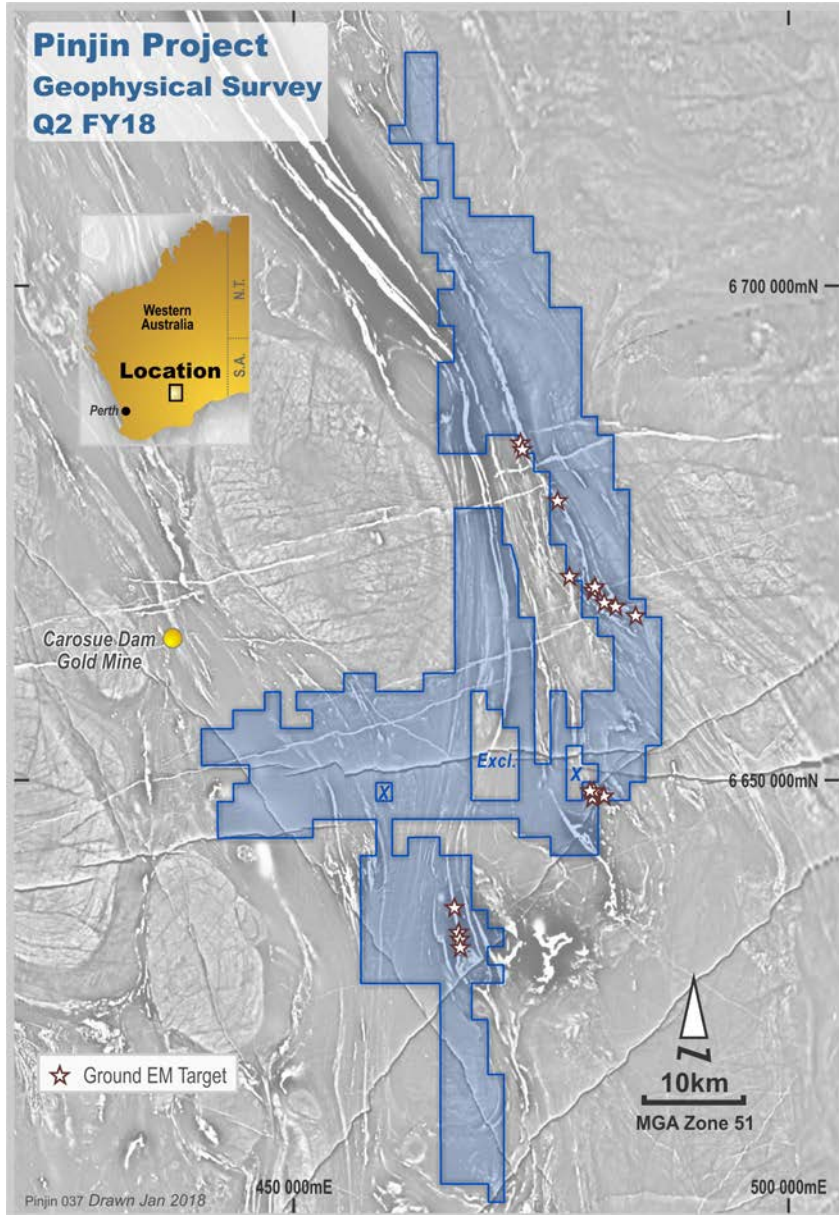 Pinjin Project
Geophysical Survey
Q2 FY18
Western
Australia
N.T.
S.A.
Location
Perth
6 700 000mN
Carosue Dam
Gold Mine
Excl.
X
X
6 650 000mN
Ground EM Target
N
10km
MGA Zone 51
Pinjin 037 Drawn Jan 2018
450 000mE
500 000mE